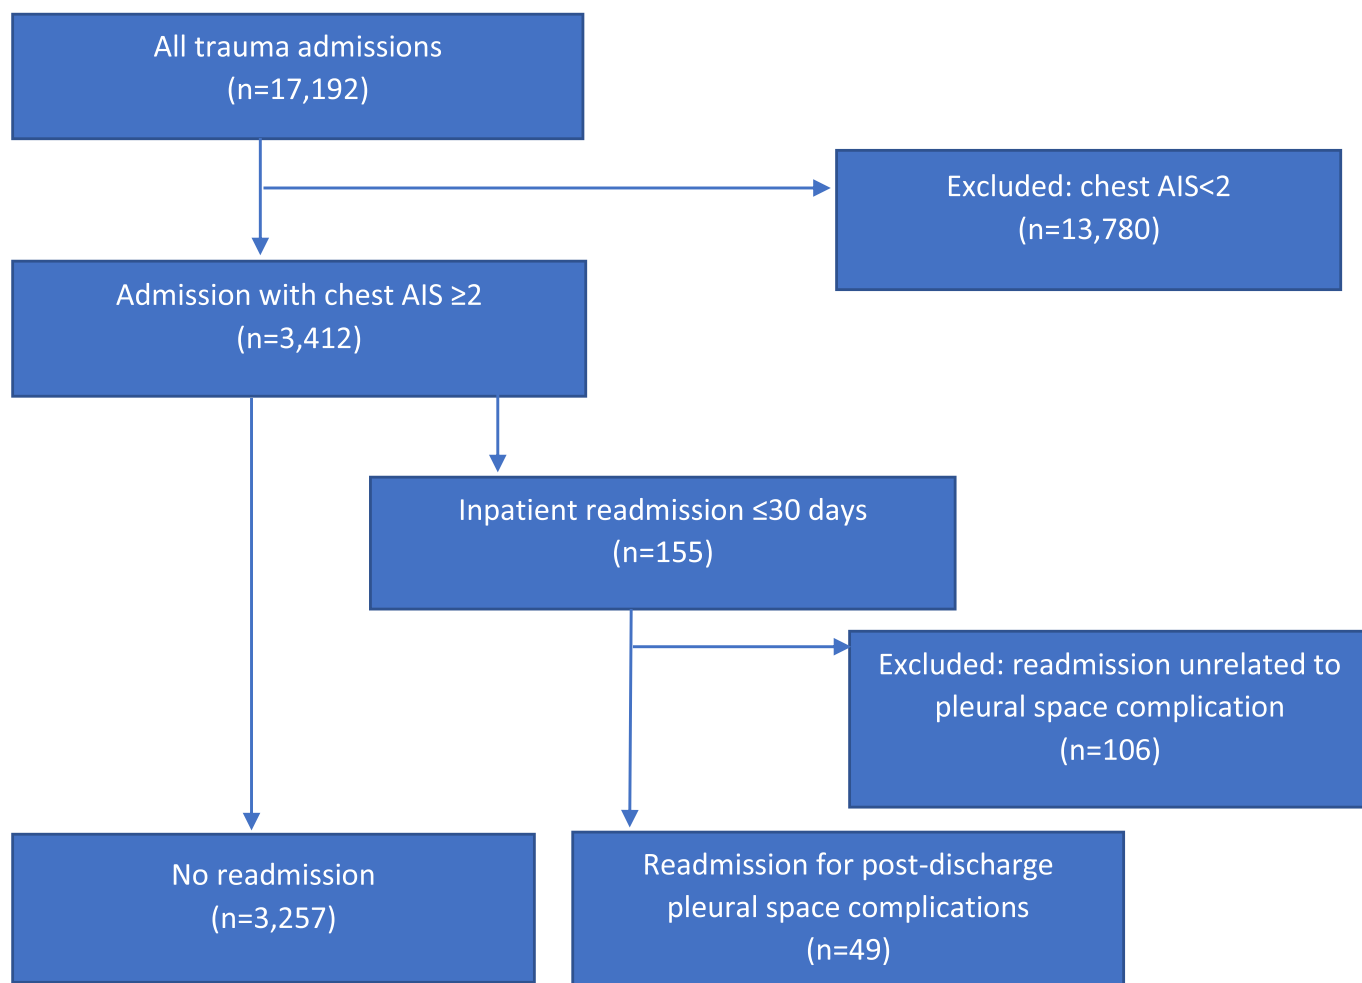 All trauma admissions
(n=17,192)
Excluded: chest AIS<2
(n=13,780)
Admission with chest AIS ≥2
(n=3,412)
Inpatient readmission ≤30 days
(n=155)
Excluded: readmission unrelated to
pleural space complication
(n=106)
No readmission
(n=3,257)
Readmission for post-discharge
pleural space complications
(n=49)